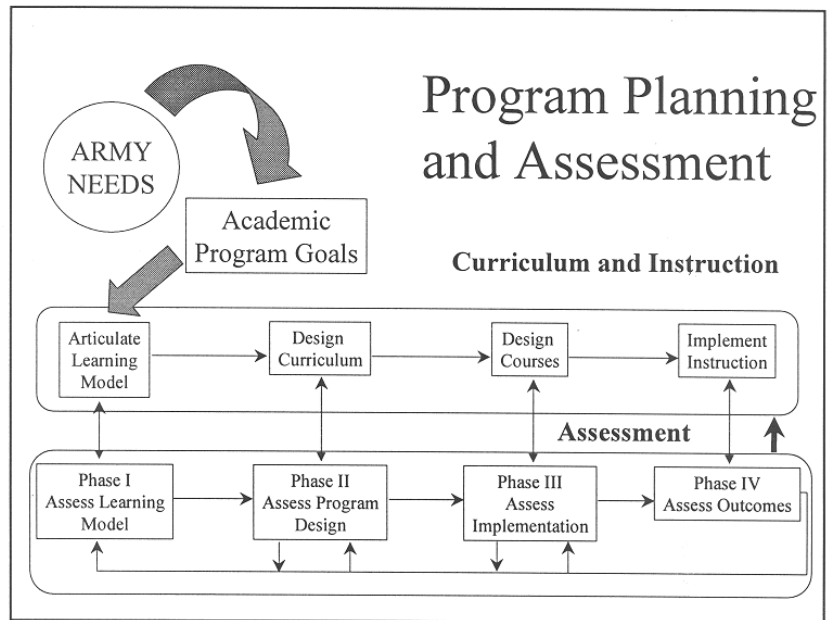 Program Planning
and Assessment
ARMY
NEEDS
Academic
Program Goals
Curriculum and Instruction
Articulate
Learning
Model
Design
Curriculum
Design
Courses
Implement
Instruction
Assessment
Phase I
Assess Learning
Model
Phase II
Assess Program
Design
Phase III
Assess
Implementation
Phase IV
Assess Outcomes